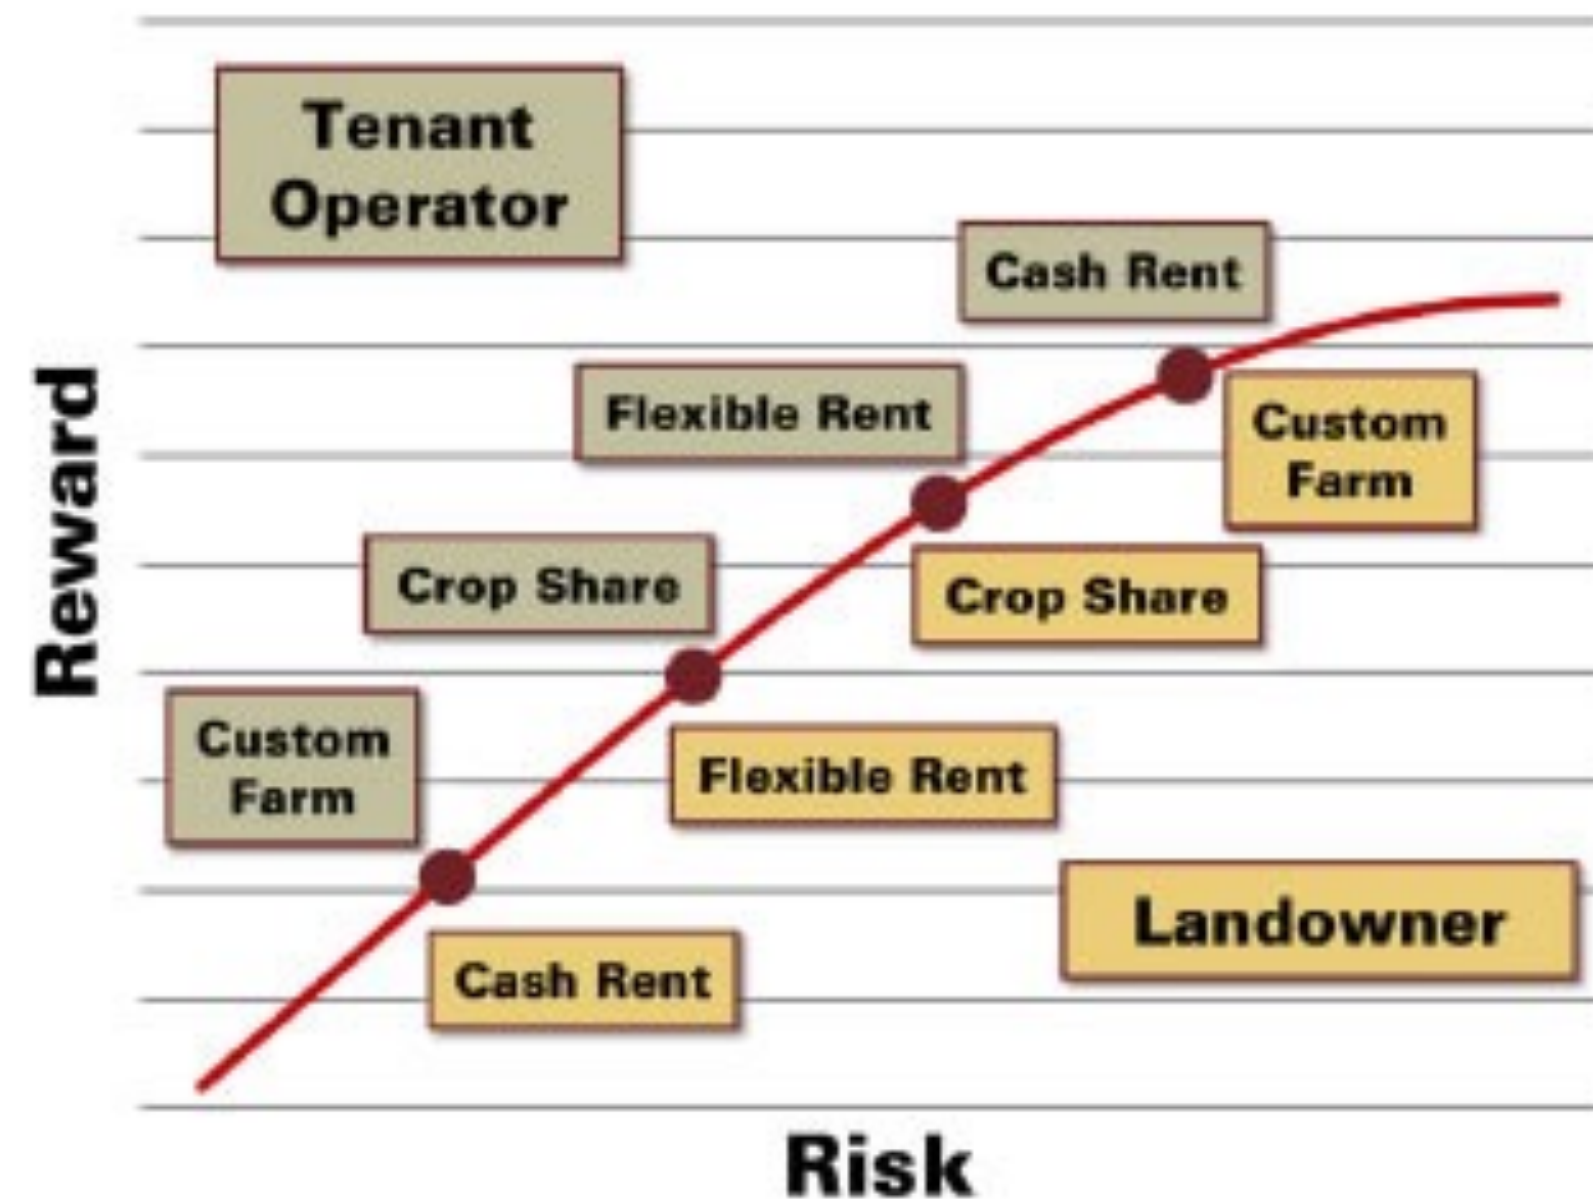 Tenant
Operator
Cash Rent
Flexible Rent
Custom
Farm
Crop Share
Crop Share
Custom
Farm
Flexible Rent
Landowner
Cash Rent
Reward
Risk